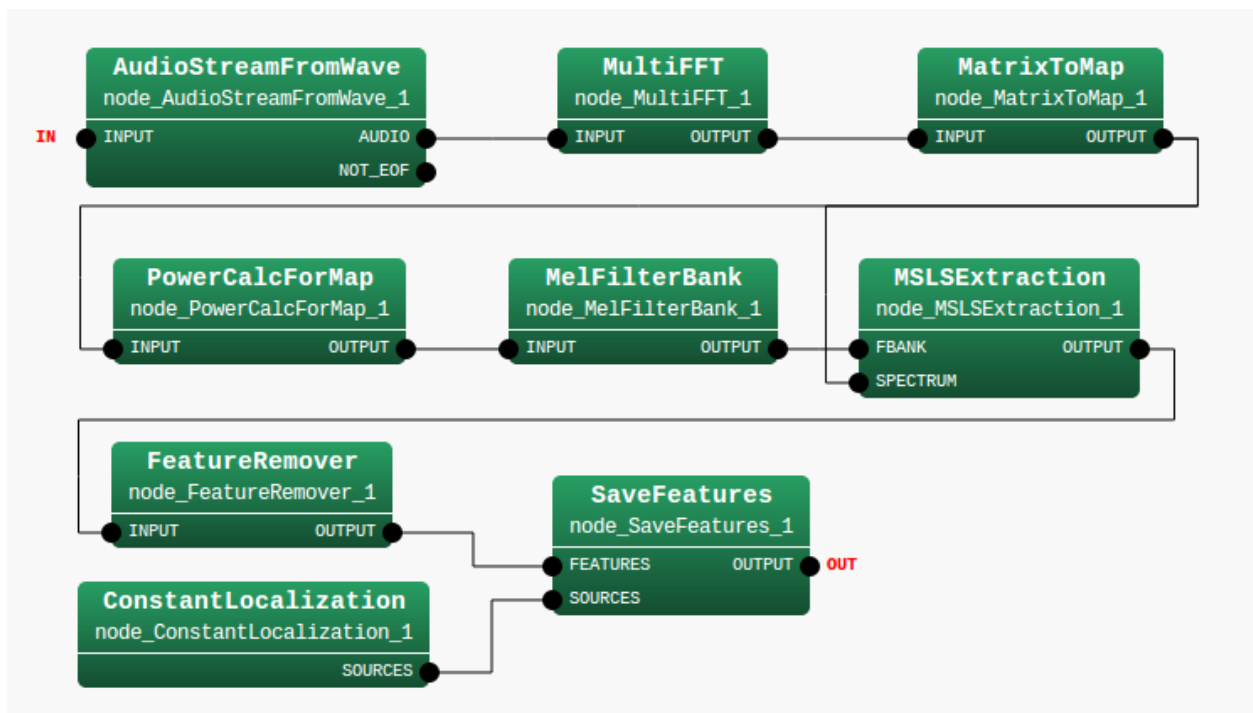 AudioStreamFromWave
node_AudioStreamFromWave_1
IN
INPUT
AUDIO
NOT_EOF
MultiFFT
node_MultiFFT_1
INPUT
OUTPUT
MatrixToMap
node_MatrixToMap_1
INPUT
OUTPUT
PowerCalcForMap
node_PowerCalcForMap_1
INPUT
OUTPUT
MelFilterBank
node_MelFilterBank_1
INPUT
OUTPUT
MSLSExtraction
node_MSLSExtraction_1
FBANK
OUTPUT
SPECTRUM
FeatureRemover
node_FeatureRemover_1
INPUT
OUTPUT
SaveFeatures
node_SaveFeatures_1
FEATURES
OUTPUT
OUT
SOURCES
ConstantLocalization
node_ConstantLocalization_1
SOURCES